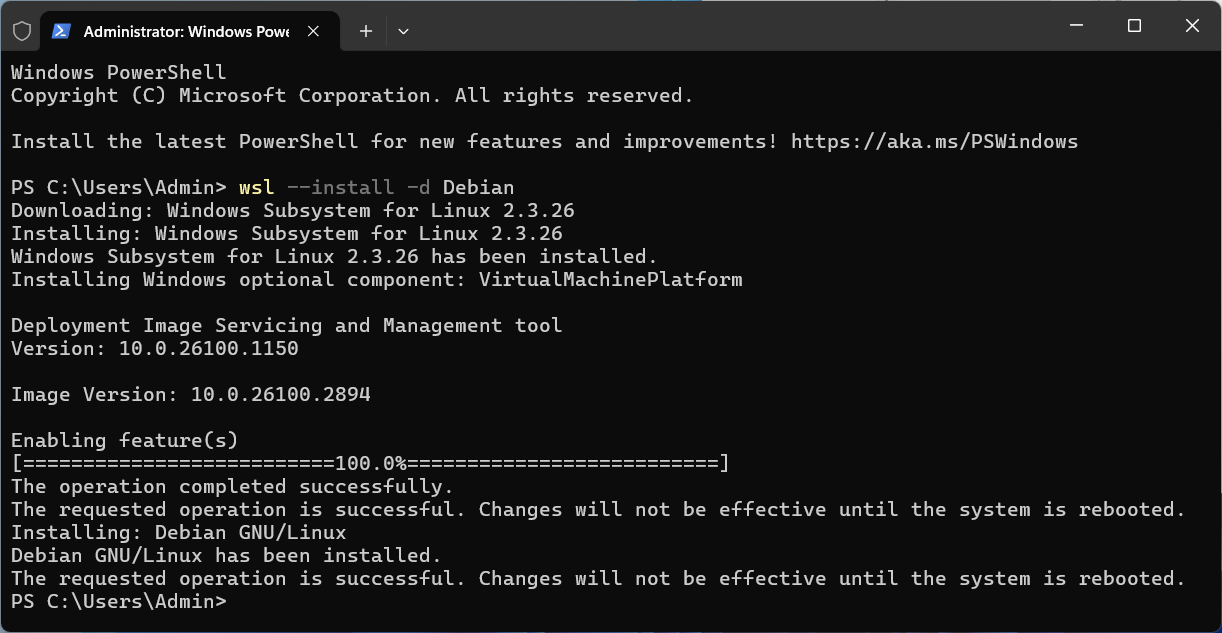 Administrator: Windows Powe
Windows PowerShell
Copyright (C) Microsoft Corporation. All rights reserved.
Install the latest PowerShell for new features and improvements! https://aka.ms/PSWindows
PS C:\Users\Admin> wsl --install -d Debian
Downloading: Windows Subsystem for Linux 2.3.26
Installing: Windows Subsystem for Linux 2.3.26
Windows Subsystem for Linux 2.3.26 has been installed.
Installing Windows optional component: VirtualMachinePlatform
Deployment Image Servicing and Management tool
Version: 10.0.26100.1150
Image Version: 10.0.26100.2894
Enabling feature(s)
[==========================100.0%==========================]
The operation completed successfully.
The requested operation is successful. Changes will not be effective until the system is rebooted.
Installing: Debian GNU/Linux
Debian GNU/Linux has been installed.
The requested operation is successful. Changes will not be effective until the system is rebooted.
PS C:\Users\Admin>